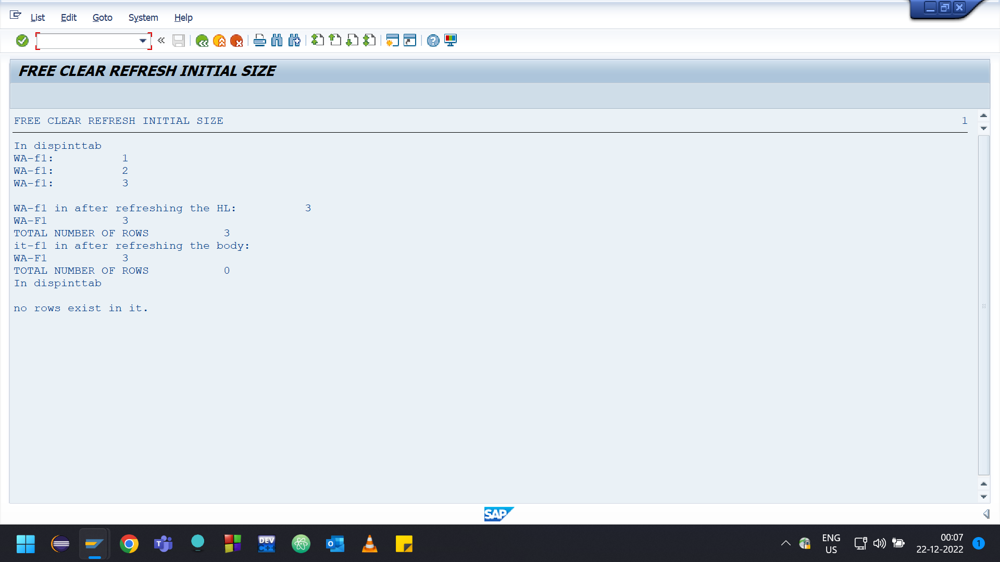 List Edit Goto System Help
FREE CLEAR REFRESH INITIAL SIZE
FREE CLEAR REFRESH INITIAL SIZE 1
In dispinttab
WA-f1: 1
WA-f1: 2
WA-f1: 3
WA-f1 in after refreshing the HL: 3
WA-F1 3
TOTAL NUMBER OF ROWS 3
it-f1 in after refreshing the body:
WA-F1 3
TOTAL NUMBER OF ROWS 0
In dispinttab
no rows exist in it.
SAP
T
DEV
C++
O
ENG
US
00:07
22-12-2022
1